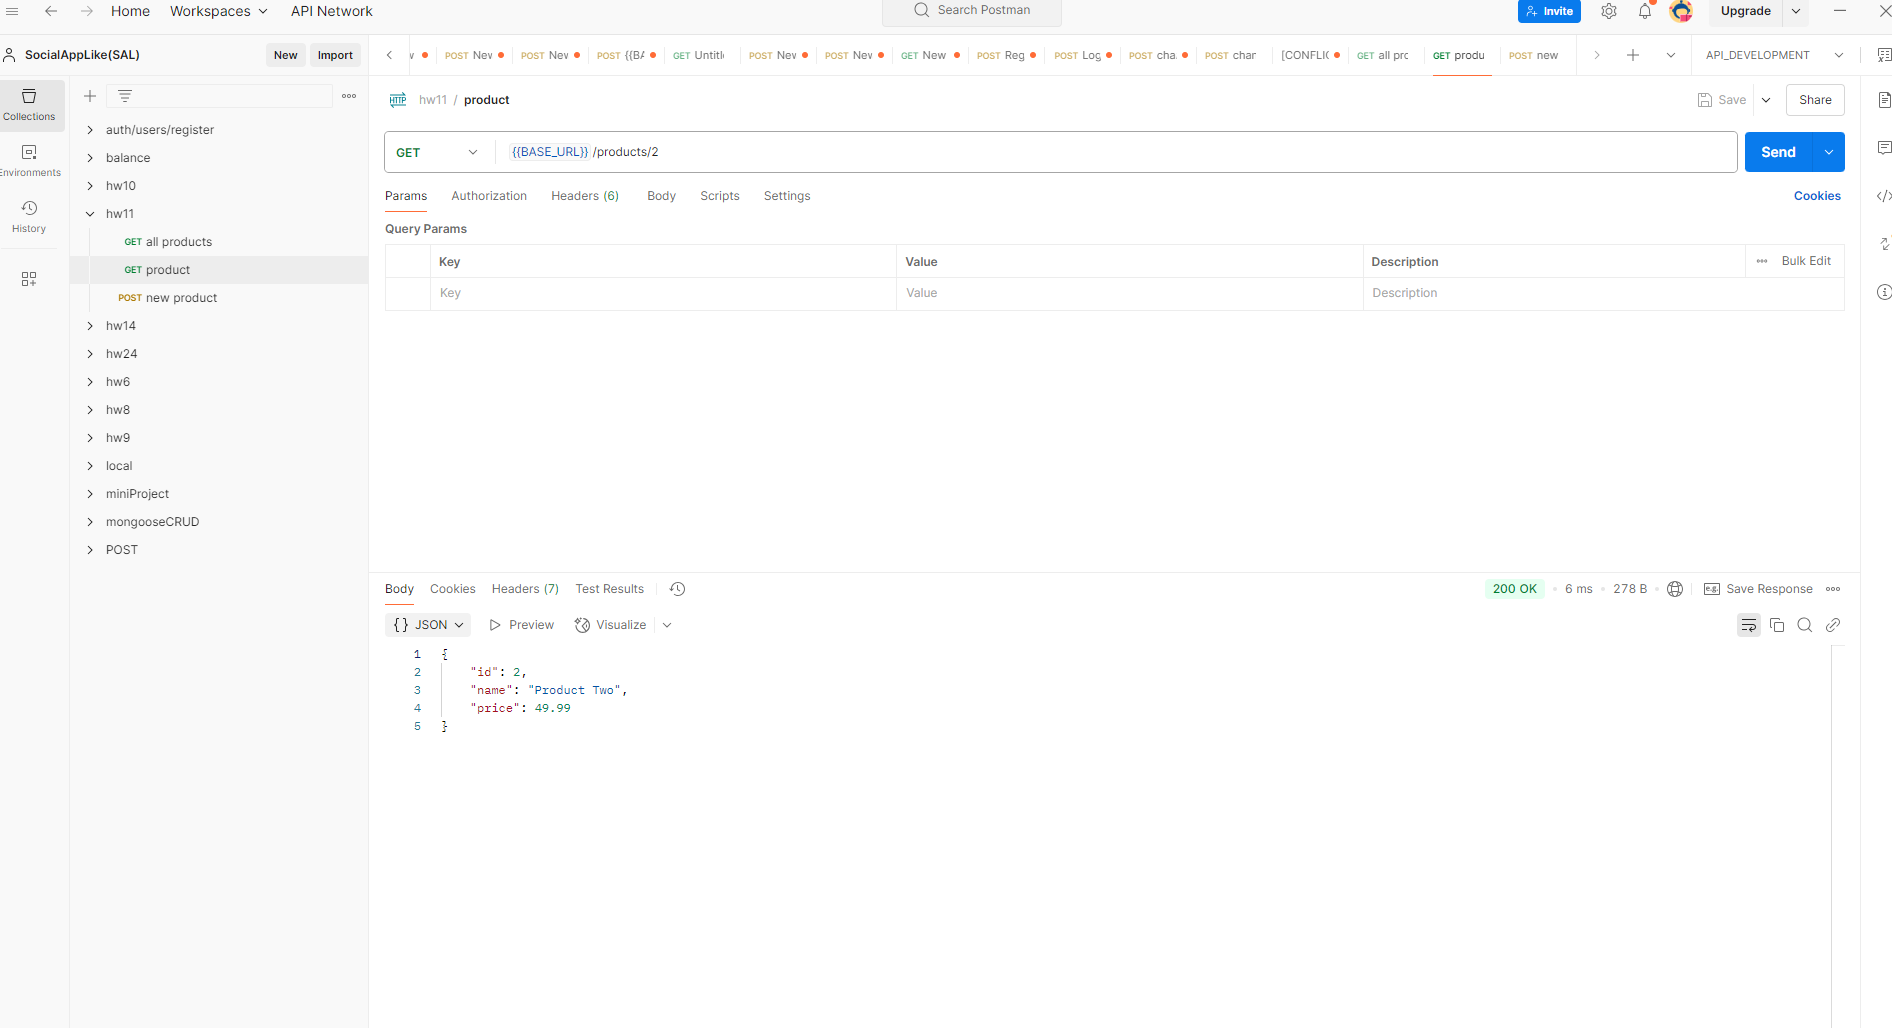 Home Workspaces API Network Search Postman Invite Upgrade
SocialAppLike(SAL) New Import
POST Nev POST Nev POST {{BA GET Untitl POST Nev POST Nev GET New POST Reg POST Log POST cha. POST char [CONFLIC GET all prc GET produ POST new API_DEVELOPMENT
Collections
Environments
History
auth/users/register
balance
hw10
hw11
GET all products
GET product
POST new product
hw14
hw24
hw6
hw8
hw9
local
miniProject
mongooseCRUD
POST
HTTP hw11 / product Save Share
GET {{BASE_URL}} /products/2 Send
Params Authorization Headers (6) Body Scripts Settings Cookies
Query Params
Key Value Description Bulk Edit
Key Value Description
Body Cookies Headers (7) Test Results 200 OK 6 ms 278 B e.g. Save Response
{} JSON Preview Visualize
1 {
2 "id": 2,
3 "name": "Product Two",
4 "price": 49.99
5 }